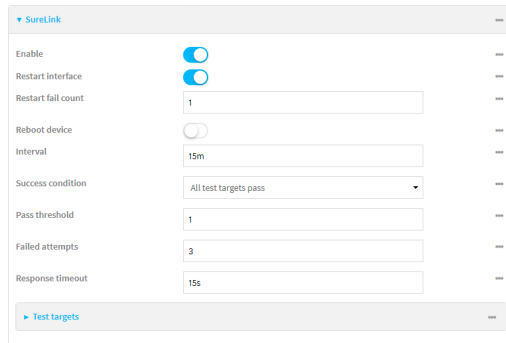 SureLink
Enable
Restart interface
Restart fail count
1
Reboot device
Interval
15m
Success condition
All test targets pass
Pass threshold
1
Failed attempts
3
Response timeout
15s
Test targets